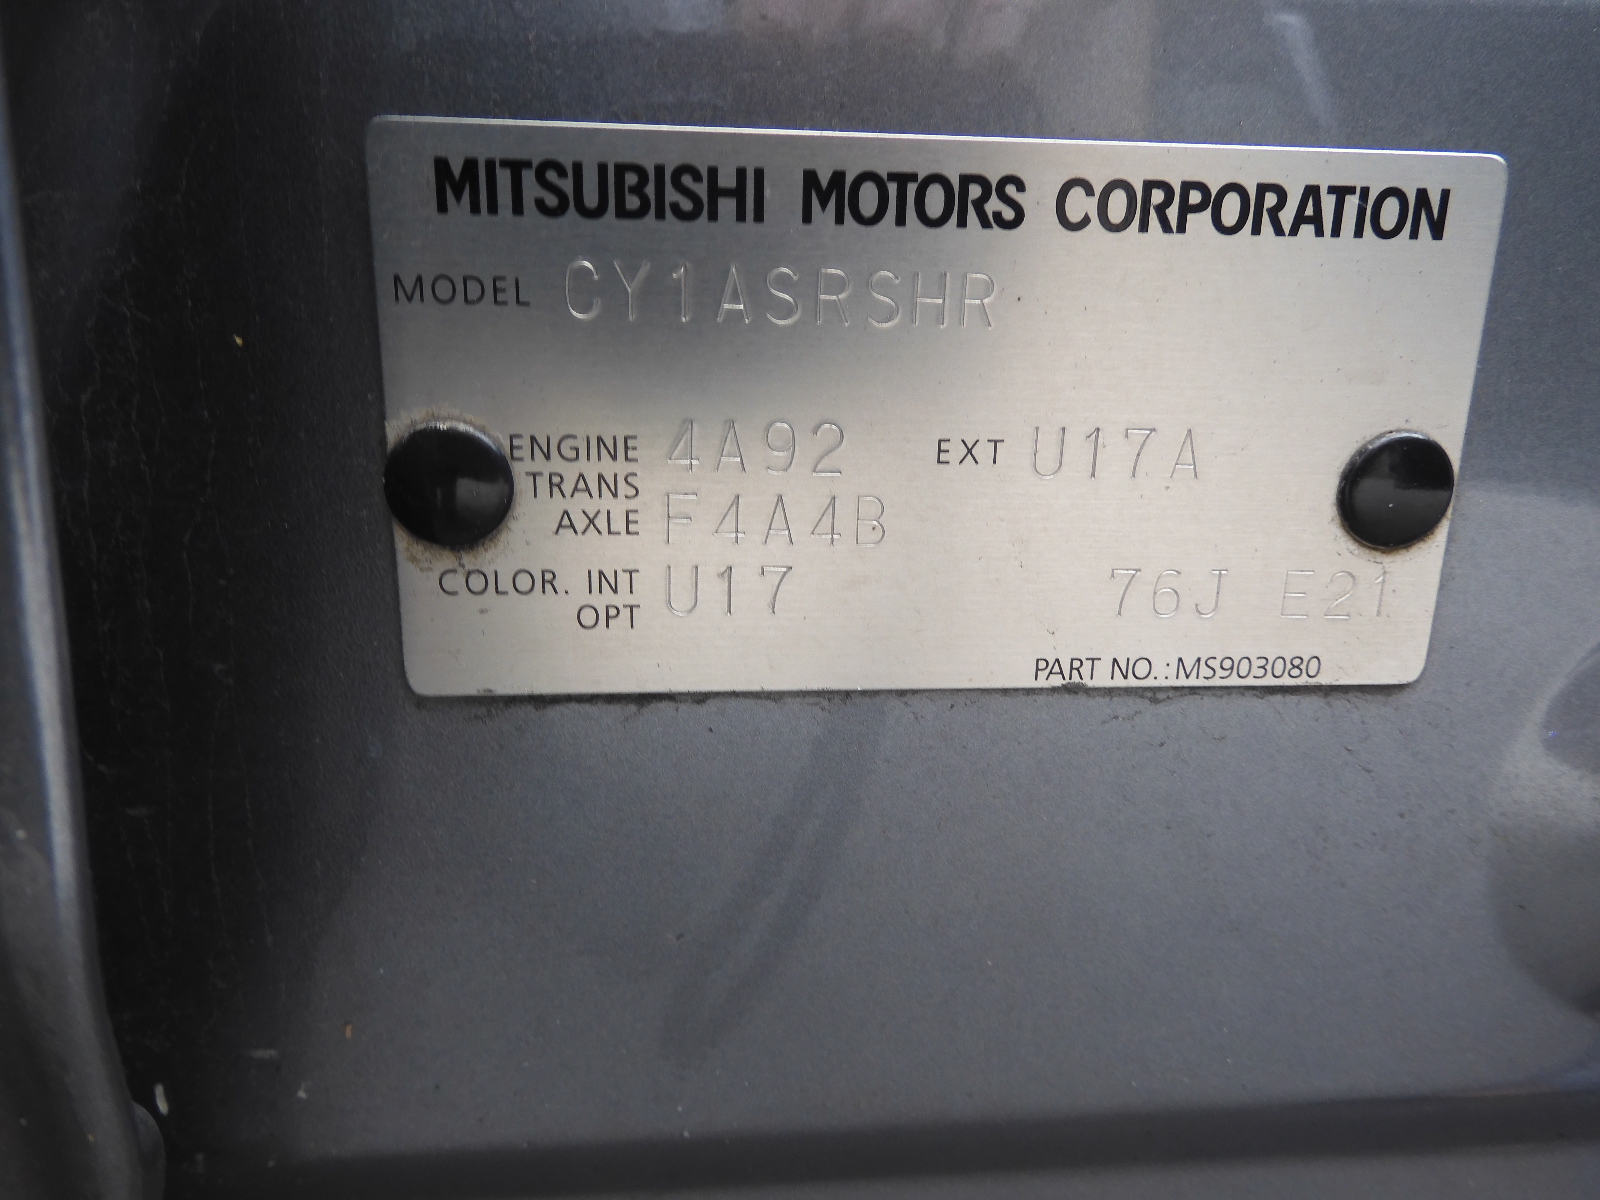 MITSUBISHI MOTORS CORPORATION
MODEL CY1ASRSHR
ENGINE 4A92 EXT U17A
TRANS
AXLE F4A4B
COLOR. INT U17 76J E21
OPT
PART NO.:MS903080